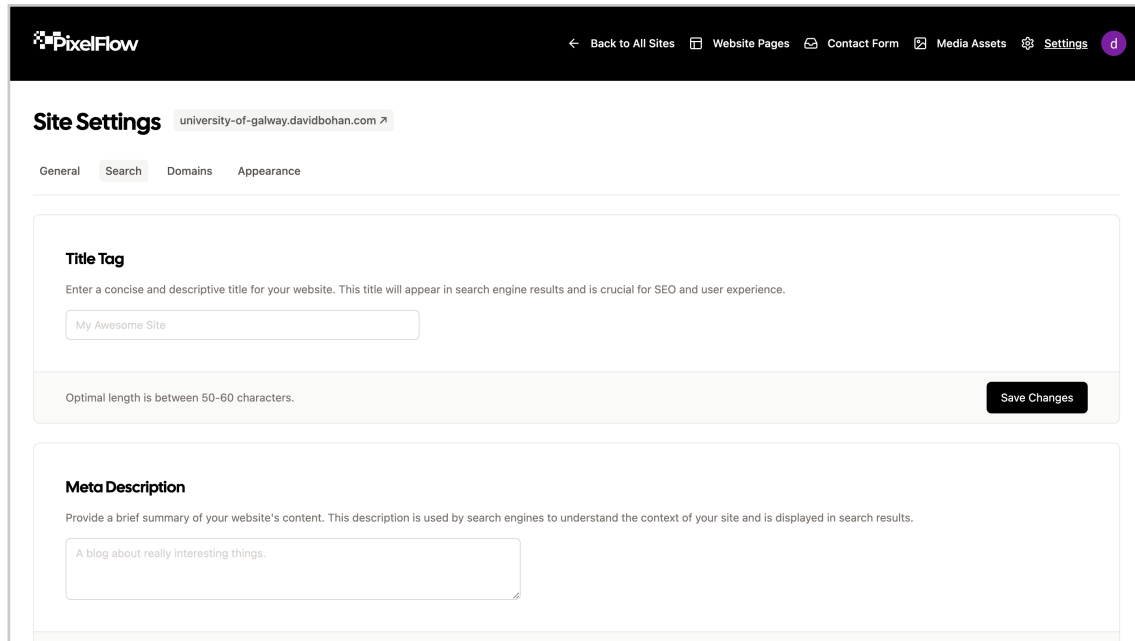 PixelFlow
Back to All Sites Website Pages Contact Form Media Assets Settings d
Site Settings university-of-galway.davidbohan.com ↗
General Search Domains Appearance
Title Tag
Enter a concise and descriptive title for your website. This title will appear in search engine results and is crucial for SEO and user experience.
My Awesome Site
Optimal length is between 50-60 characters. Save Changes
Meta Description
Provide a brief summary of your website's content. This description is used by search engines to understand the context of your site and is displayed in search results.
A blog about really interesting things.